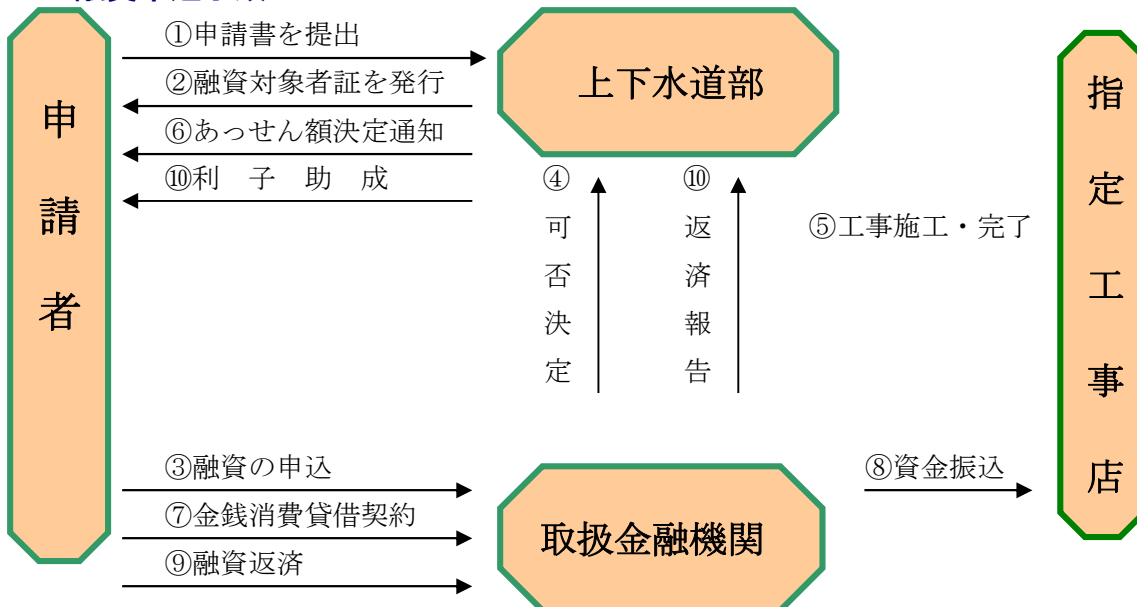 申請者
①申請書を提出
②融資対象者証を発行
⑥あっせん額決定通知
⑩利子助成
上下水道部
④可否決定
⑩返済報告
⑤工事施工・完了
指定工事店
③融資の申込
⑦金銭消費貸借契約
⑨融資返済
取扱金融機関
⑧資金振込